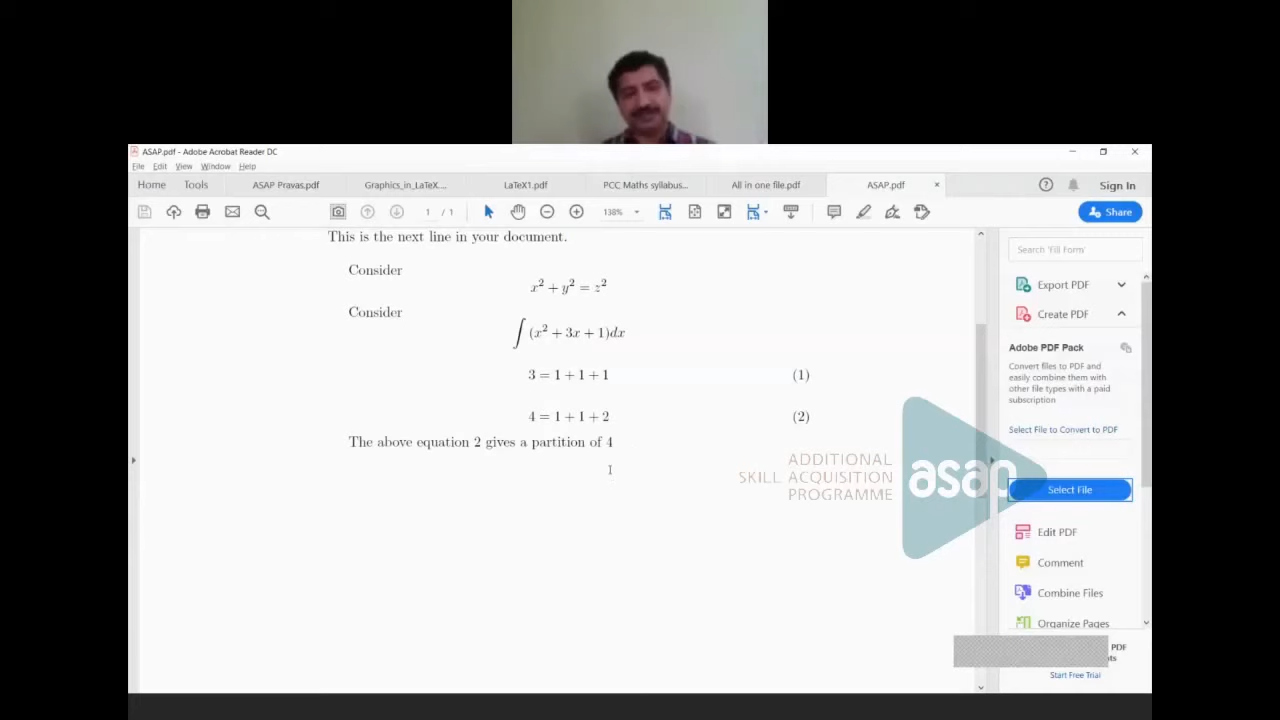 ASAP.pdf - Adobe Acrobat Reader DC
File Edit View Window Help
Home Tools ASAP Pravas.pdf Graphics_in_LaTeX.... LaTeX1.pdf PCC Maths syllabus... All in one file.pdf ASAP.pdf × Sign In
1 / 1 138% Share
This is the next line in your document.
Consider
x² + y² = z²
Consider
∫ (x² + 3x + 1)dx
3 = 1 + 1 + 1 (1)
4 = 1 + 1 + 2 (2)
The above equation 2 gives a partition of 4
ADDITIONAL
SKILL ACQUISITION
PROGRAMME
asap
Search 'Fill Form'
Export PDF
Create PDF
Adobe PDF Pack
Convert files to PDF and
easily combine them with
other file types with a paid
subscription
Select File to Convert to PDF
Select File
Edit PDF
Comment
Combine Files
Organize Pages
PDF
Start Free Trial